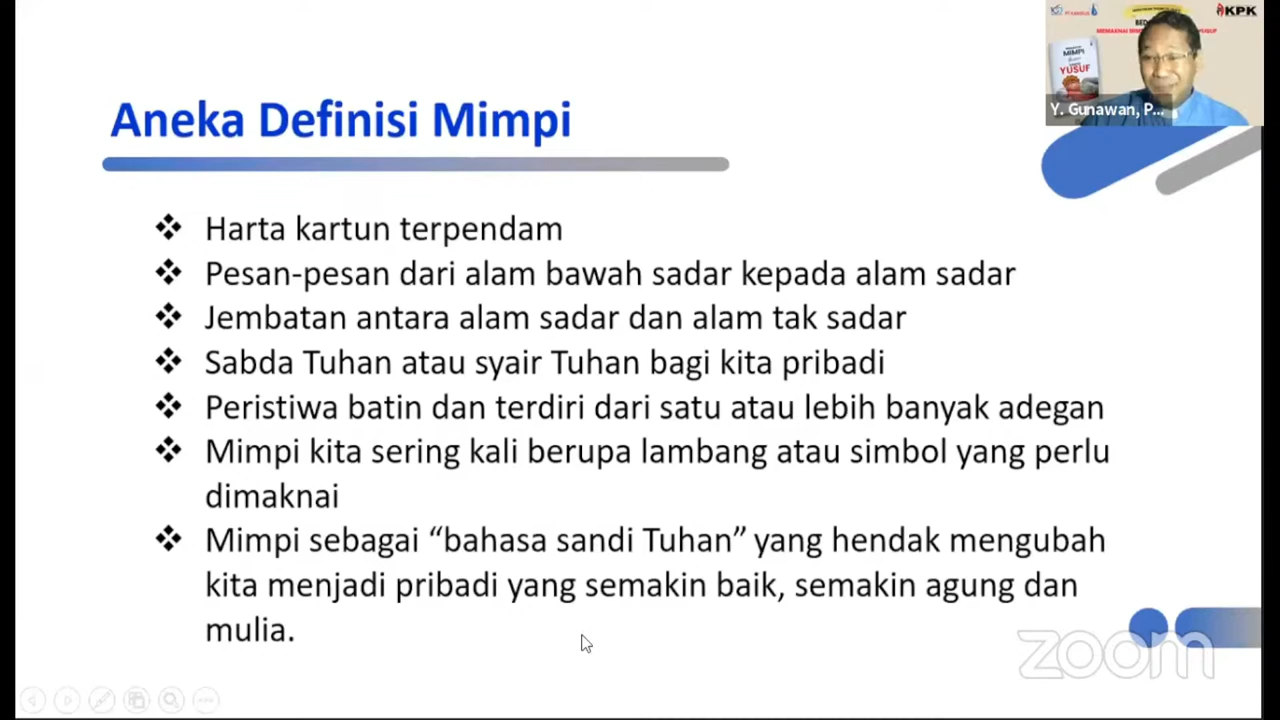 KPK
MIMPI
YUSUF
Y. Gunawan, P...
Aneka Definisi Mimpi
❖ Harta kartun terpendam
❖ Pesan-pesan dari alam bawah sadar kepada alam sadar
❖ Jembatan antara alam sadar dan alam tak sadar
❖ Sabda Tuhan atau syair Tuhan bagi kita pribadi
❖ Peristiwa batin dan terdiri dari satu atau lebih banyak adegan
❖ Mimpi kita sering kali berupa lambang atau simbol yang perlu
dimaknai
❖ Mimpi sebagai “bahasa sandi Tuhan” yang hendak mengubah
kita menjadi pribadi yang semakin baik, semakin agung dan
mulia.
zoom